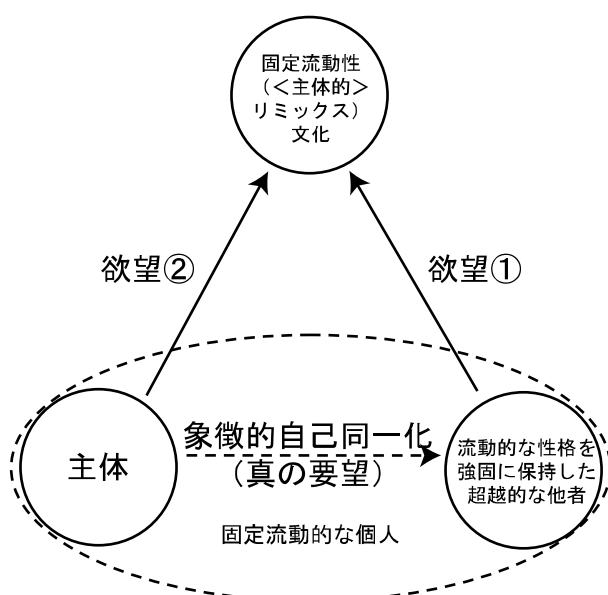 固定流動性
（＜主体的＞
リミックス）
文化
欲望②
欲望①
象徴的自己同一化
（真の要望）
主体
流動的な性格を
強固に保持した
超越的な他者
固定流動的な個人